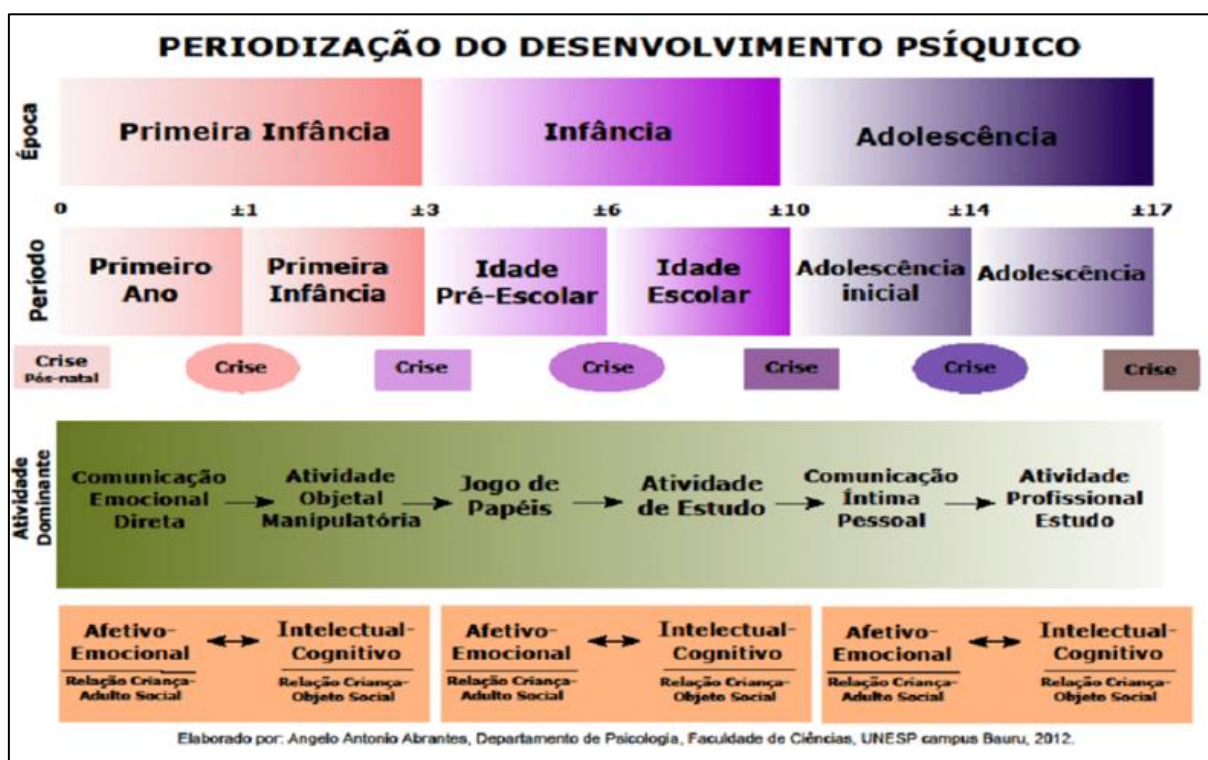 PERIODIZAÇÃO DO DESENVOLVIMENTO PSÍQUICO
Época
Primeira Infância
Infância
Adolescência
0 ±1 ±3 ±6 ±10 ±14 ±17
Período
Primeiro
Ano
Primeira
Infância
Idade
Pré-Escolar
Idade
Escolar
Adolescência
inicial
Adolescência
Crise
Pós-natal
Crise
Crise
Crise
Crise
Crise
Crise
Atividade
Dominante
Comunicação
Emocional
Direta
Atividade
Objetal
Manipulatória
Jogo de
Papéis
Atividade
de Estudo
Comunicação
Íntima
Pessoal
Atividade
Profissional
Estudo
Afetivo-
Emocional
Relação Criança-
Adulto Social
Intelectual-
Cognitivo
Relação Criança-
Objeto Social
Afetivo-
Emocional
Relação Criança-
Adulto Social
Intelectual-
Cognitivo
Relação Criança-
Objeto Social
Afetivo-
Emocional
Relação Criança-
Adulto Social
Intelectual-
Cognitivo
Relação Criança-
Objeto Social
Elaborado por: Angelo Antonio Abrantes, Departamento de Psicologia, Faculdade de Ciências, UNESP campus Bauru, 2012.